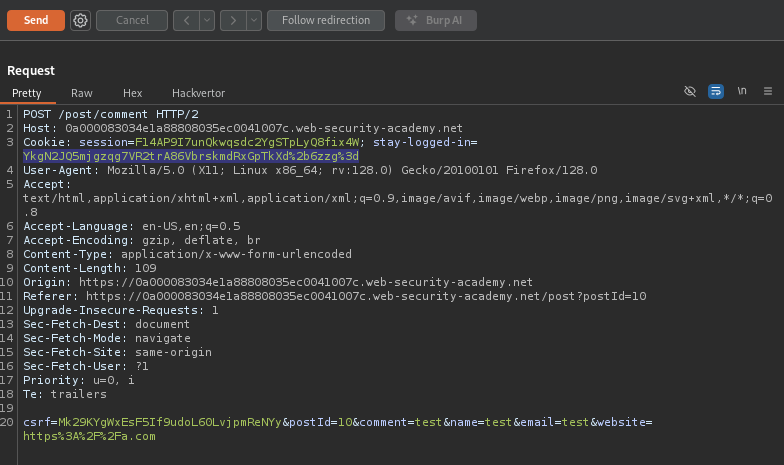 Send
Cancel
Follow redirection
Burp AI
Request
Pretty Raw Hex Hackvertor \n
1 POST /post/comment HTTP/2
2 Host: 0a000083034e1a88808035ec0041007c.web-security-academy.net
3 Cookie: session=F14AP9I7unQkwqsdc2YgSTpLyQ8fix4W; stay-logged-in=
YkgN2JQ5mjgzqg7VR2trA86VbrskmdRxGpTkXd%2b6zzg%3d
4 User-Agent: Mozilla/5.0 (X11; Linux x86_64; rv:128.0) Gecko/20100101 Firefox/128.0
5 Accept:
text/html,application/xhtml+xml,application/xml;q=0.9,image/avif,image/webp,image/png,image/svg+xml,*/*;q=0
.8
6 Accept-Language: en-US,en;q=0.5
7 Accept-Encoding: gzip, deflate, br
8 Content-Type: application/x-www-form-urlencoded
9 Content-Length: 109
10 Origin: https://0a000083034e1a88808035ec0041007c.web-security-academy.net
11 Referer: https://0a000083034e1a88808035ec0041007c.web-security-academy.net/post?postId=10
12 Upgrade-Insecure-Requests: 1
13 Sec-Fetch-Dest: document
14 Sec-Fetch-Mode: navigate
15 Sec-Fetch-Site: same-origin
16 Sec-Fetch-User: ?1
17 Priority: u=0, i
18 Te: trailers
19
20 csrf=Mk29KYgWxEsF5If9udoL60LvjpmReNYy&postId=10&comment=test&name=test&email=test&website=
https%3A%2F%2Fa.com